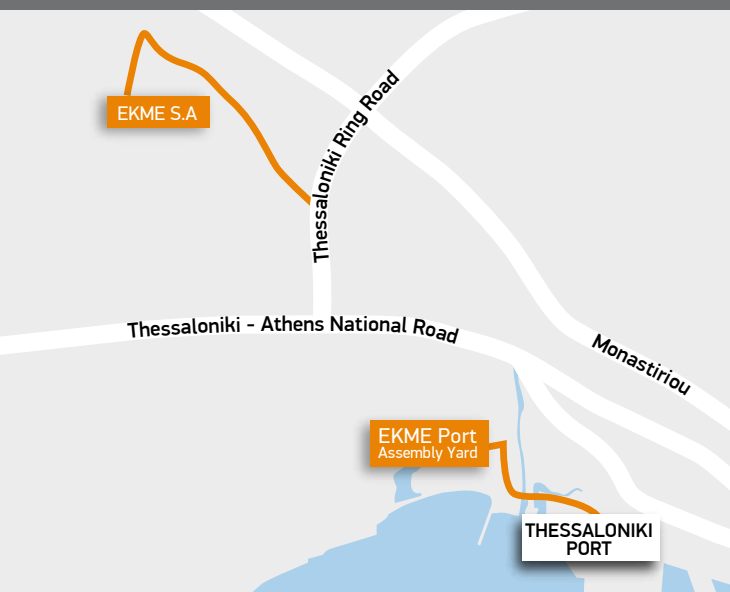 EKME S.A
Thessaloniki Ring Road
Thessaloniki - Athens National Road
Monastiriou
EKME Port
Assembly Yard
THESSALONIKI
PORT